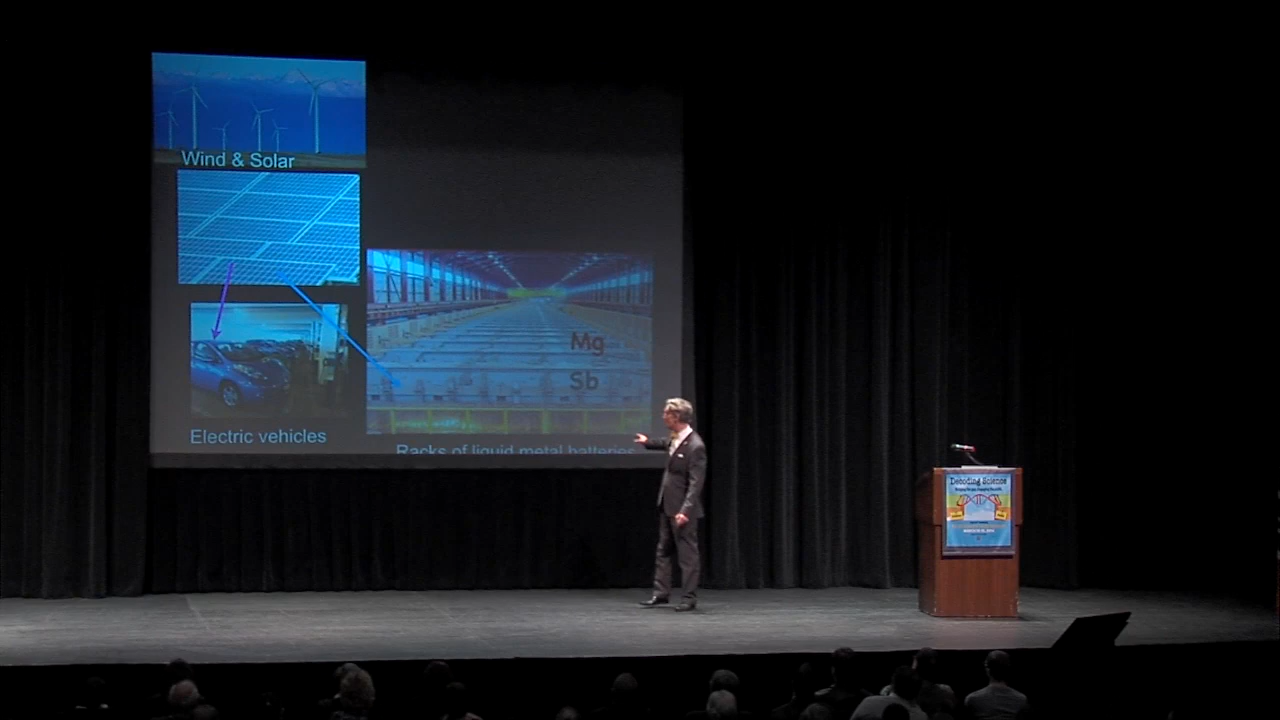 Wind & Solar
Mg
Sb
Electric vehicles
Racks of liquid metal batteries
Decoding Science